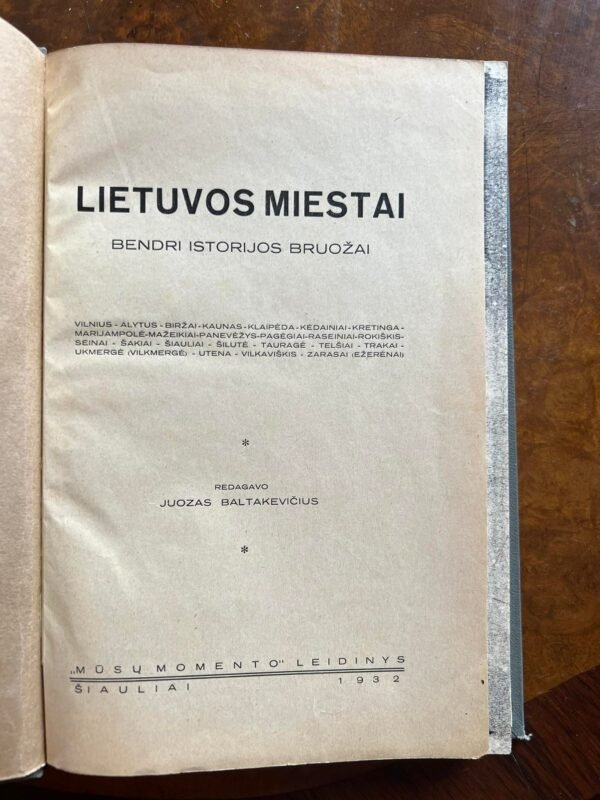 LIETUVOS MIESTAI
BENDRI ISTORIJOS BRUOŽAI
VILNIUS - ALYTUS - BIRŽAI - KAUNAS - KLAIPĖDA - KĖDAINIAI - KRETINGA -
MARIJAMPOLĖ-MAŽEIKIAI-PANEVĖŽYS-PAGĖGIAI-RASEINIAI-ROKIŠKIS-
SEINAI - ŠAKIAI - ŠIAULIAI - ŠILUTĖ - TAURAGĖ - TELŠIAI - TRAKAI -
UKMERGĖ (VILKMERGĖ) - UTENA - VILKAVIŠKIS - ZARASAI (EŽERĖNAI)
*
REDAGAVO
JUOZAS BALTAKEVIČIUS
*
„MŪSŲ MOMENTO" LEIDINYS
ŠIAULIAI 1932